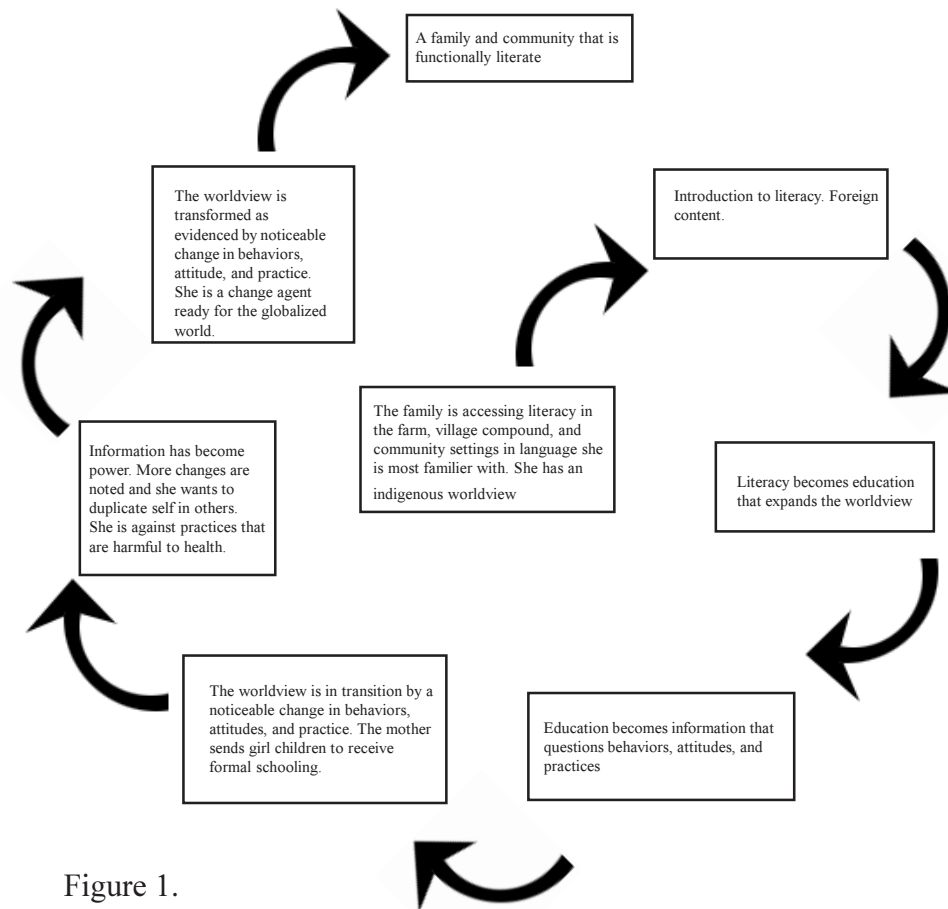 A family and community that is
functionally literate
Introduction to literacy. Foreign
content.
The worldview is
transformed as
evidenced by noticeable
change in behaviors,
attitude, and practice.
She is a change agent
ready for the globalized
world.
The family is accessing literacy in
the farm, village compound, and
community settings in language she
is most familier with. She has an
indigenous worldview
Information has become
power. More changes are
noted and she wants to
duplicate self in others.
She is against practices that
are harmful to health.
Literacy becomes education
that expands the worldview
The worldview is in transition by a
noticeable change in behaviors,
attitudes, and practice. The mother
sends girl children to receive
formal schooling.
Education becomes information that
questions behaviors, attitudes, and
practices
Figure 1.